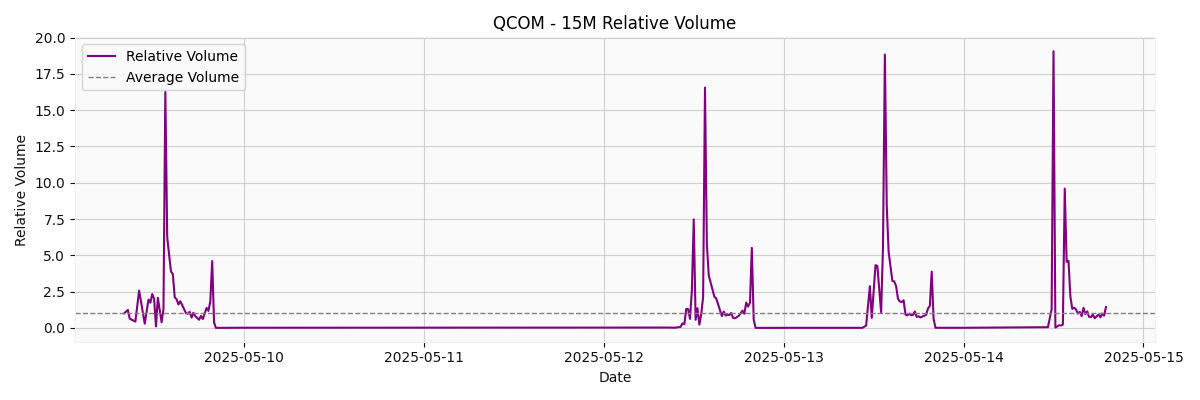 QCOM - 15M Relative Volume
Relative Volume
Average Volume
Relative Volume
20.0
17.5
15.0
12.5
10.0
7.5
5.0
2.5
0.0
2025-05-10 2025-05-11 2025-05-12 2025-05-13 2025-05-14 2025-05-15
Date